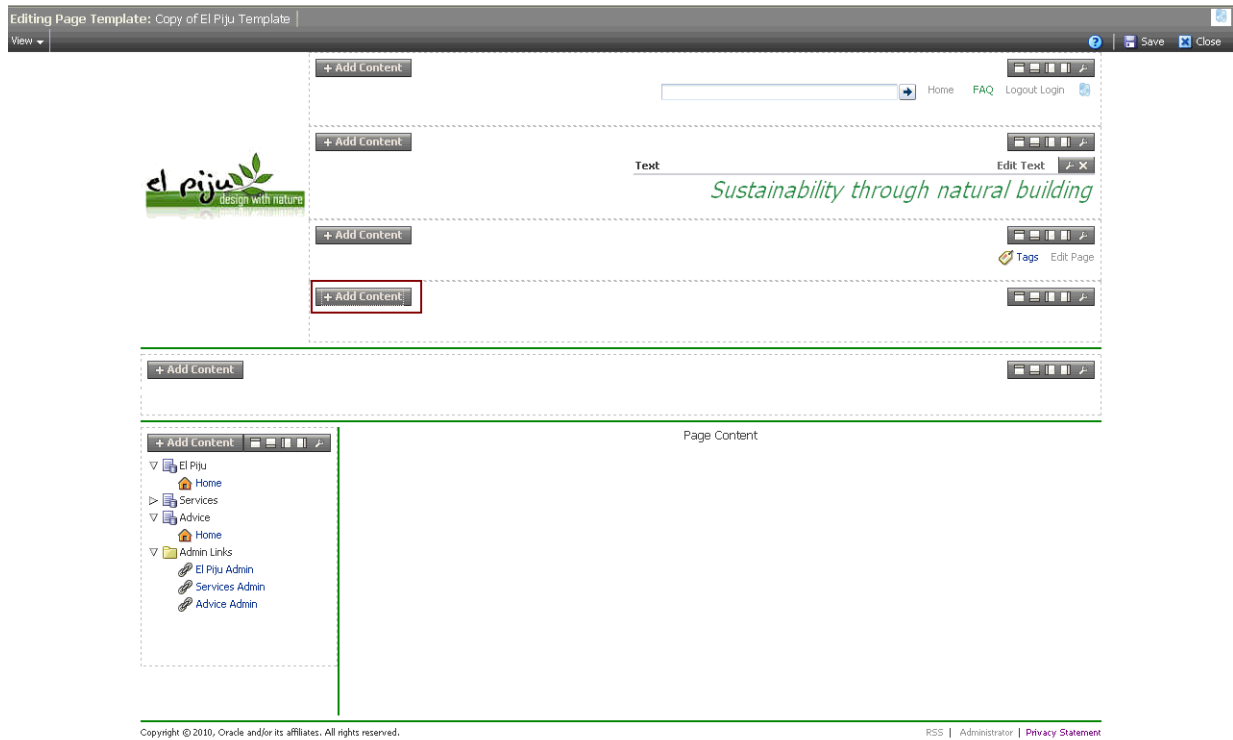 Editing Page Template: Copy of El Piju Template
View
Save Close
+ Add Content
Home FAQ Logout Login
+ Add Content
Text Edit Text
el piju
design with nature
Sustainability through natural building
+ Add Content
Tags Edit Page
+ Add Content
+ Add Content
+ Add Content
Page Content
El Piju
Home
Services
Advice
Home
Admin Links
El Piju Admin
Services Admin
Advice Admin
Copyright © 2010, Oracle and/or its affiliates. All rights reserved.
RSS | Administrator | Privacy Statement